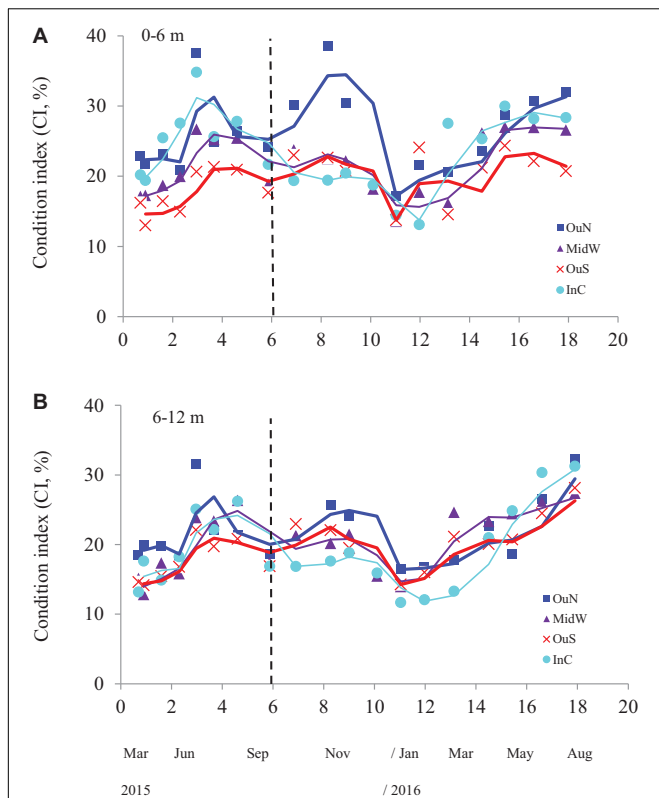 A
0-6 m
Condition index (CI, %)
40
30
20
10
0
OuN
MidW
OuS
InC
0 2 4 6 8 10 12 14 16 18 20
B
6-12 m
Condition index (CI, %)
40
30
20
10
0
OuN
MidW
OuS
InC
0 2 4 6 8 10 12 14 16 18 20
Mar Jun Sep Nov / Jan Mar May Aug
2015 / 2016